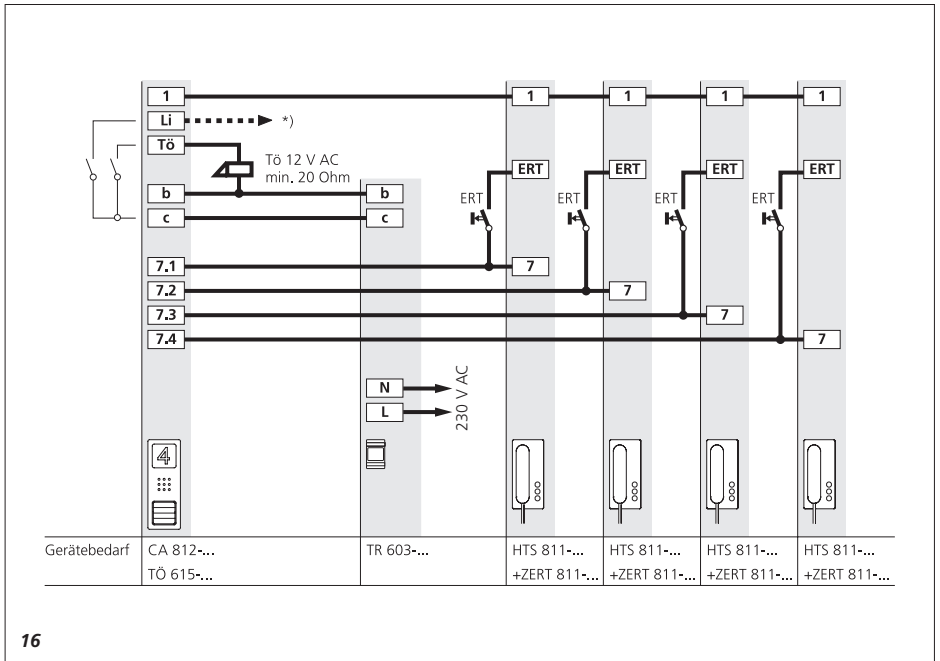 1 1 1 1 1
Li *)
Tö
Tö 12 V AC
min. 20 Ohm
ERT ERT ERT ERT
b b
ERT ERT ERT ERT
c c
7.1 7
7.2 7
7.3 7
7.4 7
N
L
230 V AC
4
Gerätebedarf CA 812-... TR 603-... HTS 811-... HTS 811-... HTS 811-... HTS 811-...
TÖ 615-... +ZERT 811-... +ZERT 811-... +ZERT 811-... +ZERT 811-...
16